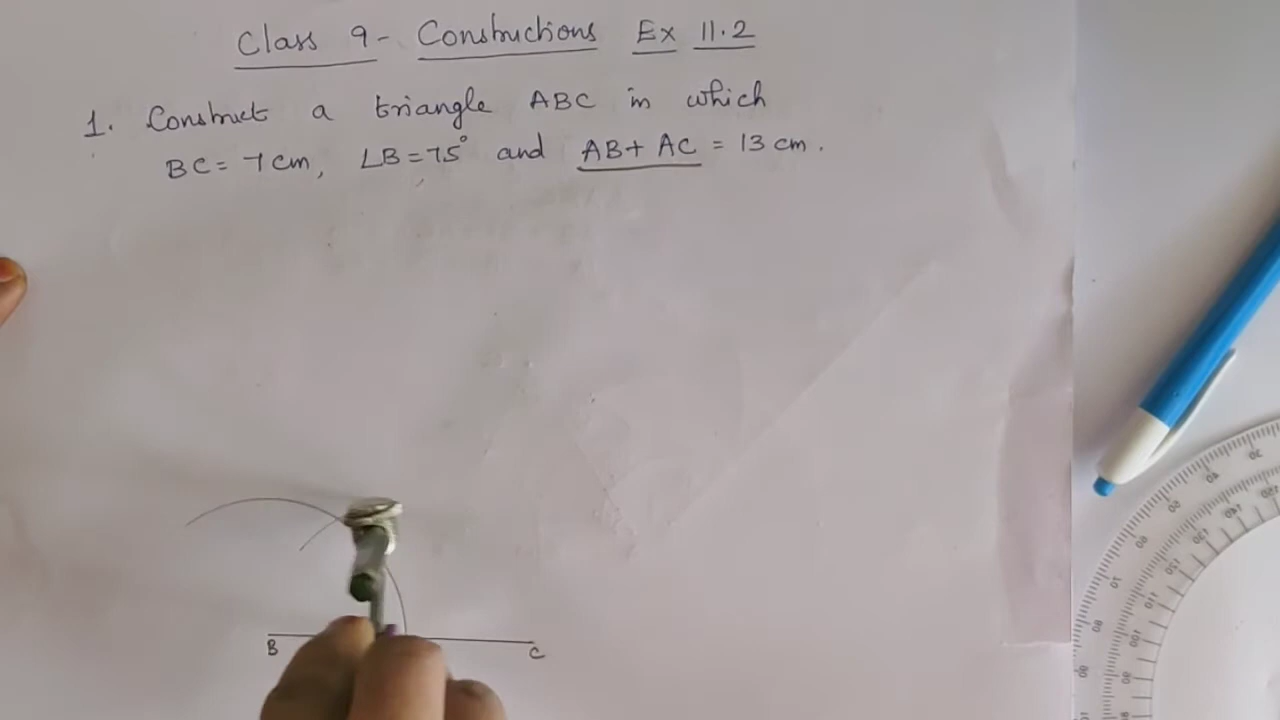 Class 9- Constructions Ex 11.2
1. Construct a triangle ABC in which
BC = 7 cm, ∠B = 75° and AB + AC = 13 cm.
B C